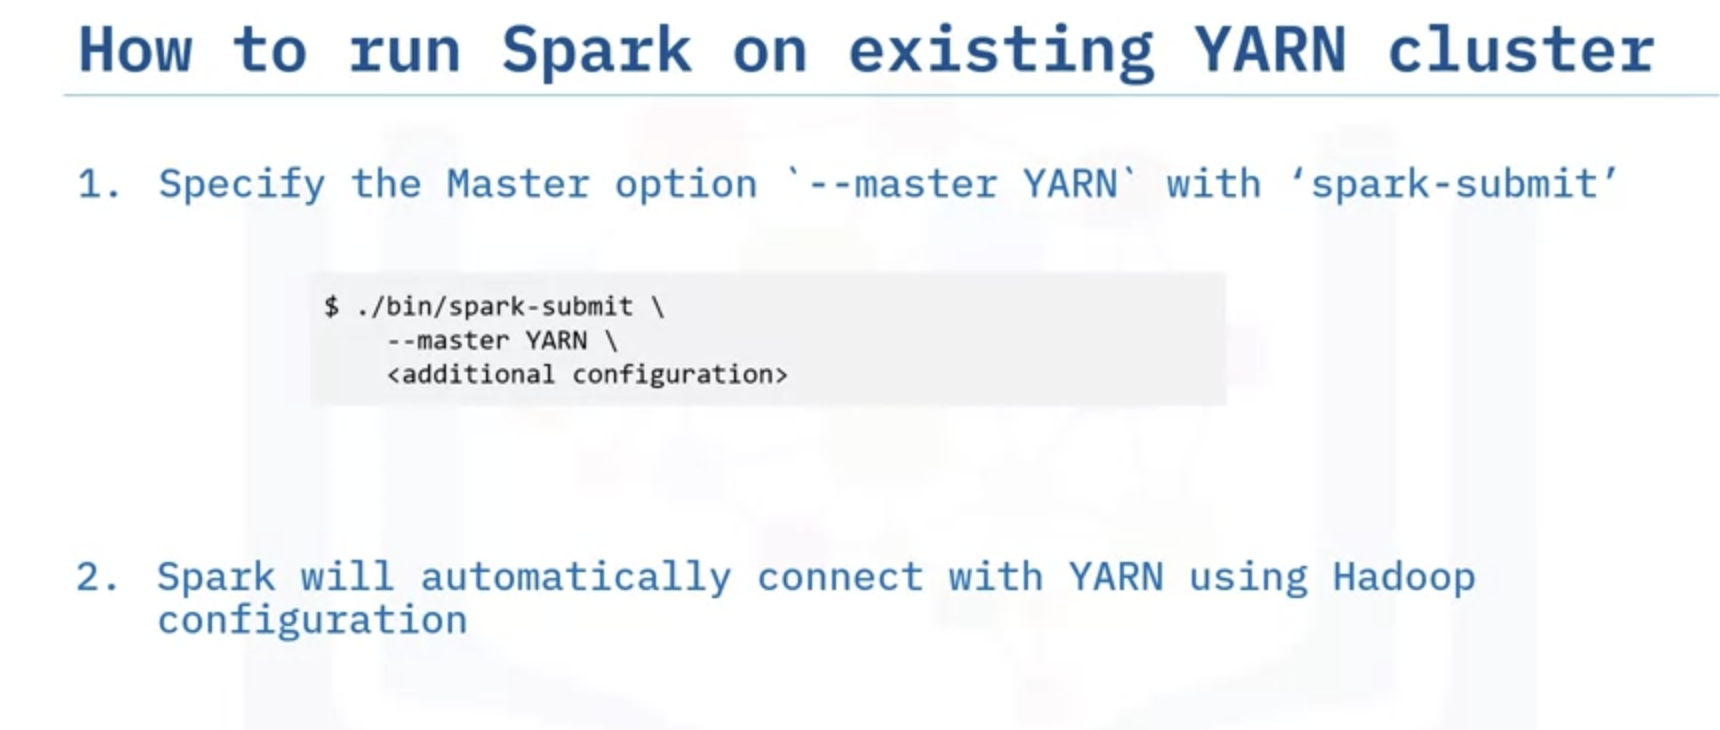 How to run Spark on existing YARN cluster
1. Specify the Master option `--master YARN` with ‘spark-submit’
$ ./bin/spark-submit \
--master YARN \
<additional configuration>
2. Spark will automatically connect with YARN using Hadoop
configuration